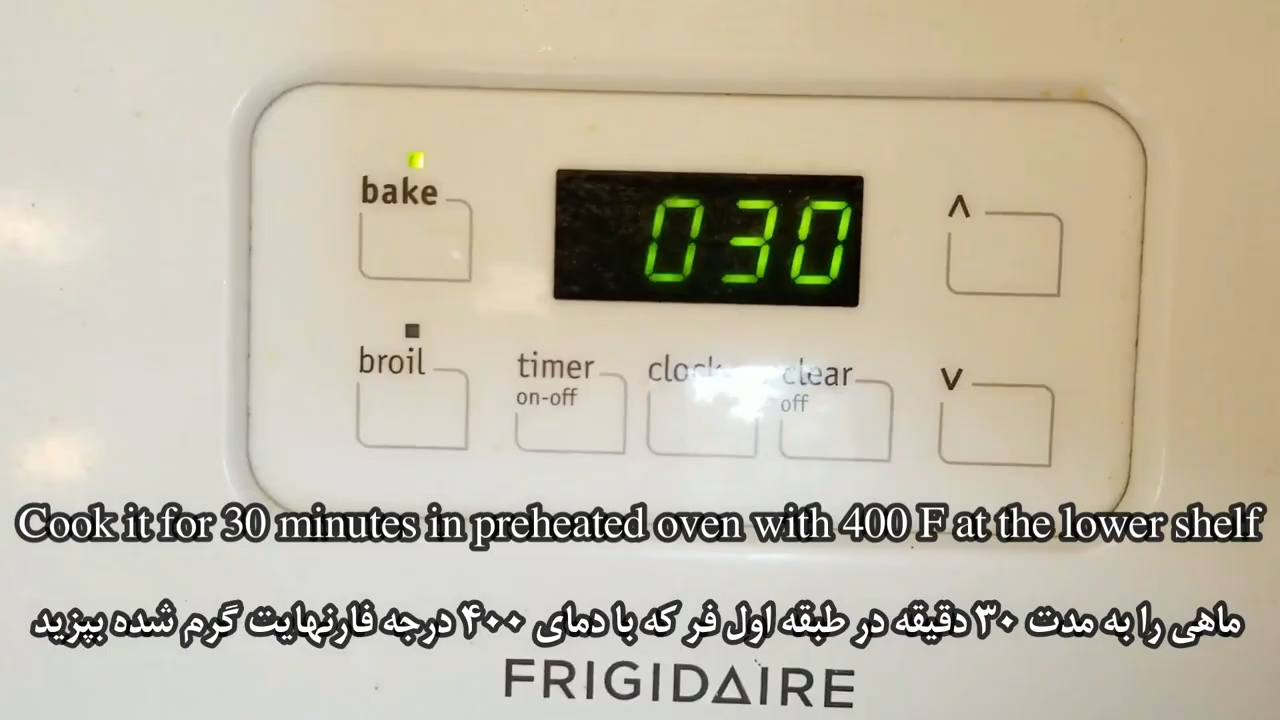 bake
030
^
broil
timer
on-off
clock
clear
off
v
Cook it for 30 minutes in preheated oven with 400 F at the lower shelf
ماهی را به مدت ۳۰ دقیقه در طبقه اول فر که با دمای ۴۰۰ درجه فارنهایت گرم شده بپزید
FRIGIDAIRE